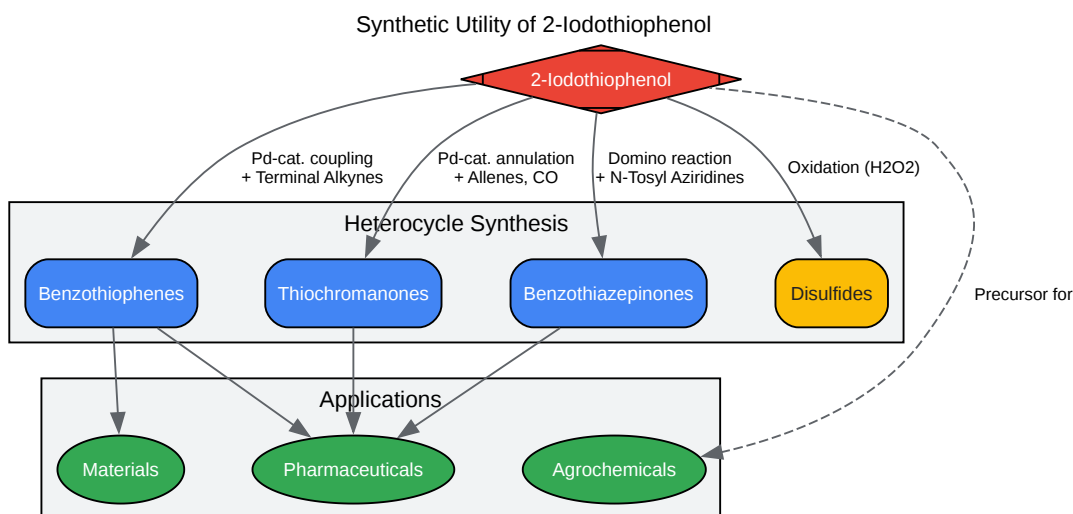 Synthetic Utility of 2-Iodothiophenol
2-Iodothiophenol
Pd-cat. coupling
+ Terminal Alkynes
Pd-cat. annulation
+ Allenes, CO
Domino reaction
+ N-Tosyl Aziridines
Oxidation (H2O2)
Heterocycle Synthesis
Benzothiophenes
Thiochromanones
Benzothiazepinones
Disulfides
Precursor for
Applications
Materials
Pharmaceuticals
Agrochemicals